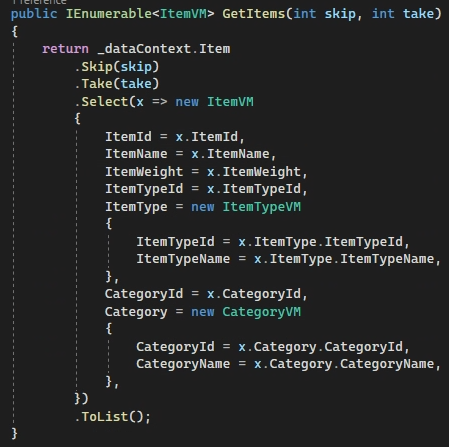 1 reference
public IEnumerable<ItemVM> GetItems(int skip, int take)
{
    return _dataContext.Item
        .Skip(skip)
        .Take(take)
        .Select(x => new ItemVM
        {
            ItemId = x.ItemId,
            ItemName = x.ItemName,
            ItemWeight = x.ItemWeight,
            ItemTypeId = x.ItemTypeId,
            ItemType = new ItemTypeVM
            {
                ItemTypeId = x.ItemType.ItemTypeId,
                ItemTypeName = x.ItemType.ItemTypeName,
            },
            CategoryId = x.CategoryId,
            Category = new CategoryVM
            {
                CategoryId = x.Category.CategoryId,
                CategoryName = x.Category.CategoryName,
            },
        })
        .ToList();
}